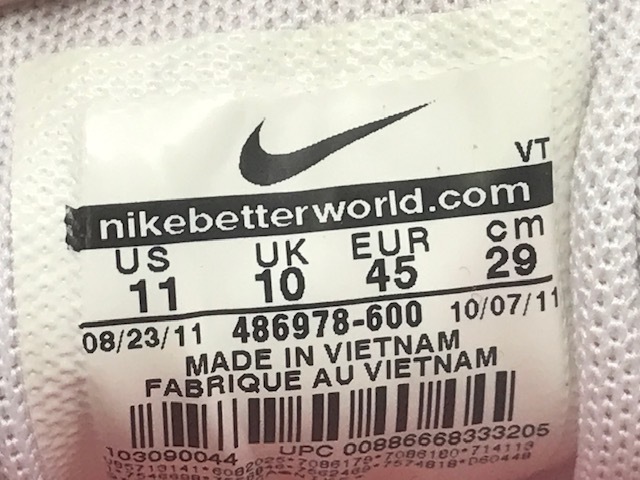 VT
nikebetterworld.com
US UK EUR cm
11 10 45 29
08/23/11 486978-600 10/07/11
MADE IN VIETNAM
FABRIQUE AU VIETNAM
103090044 UPC 00886668333205